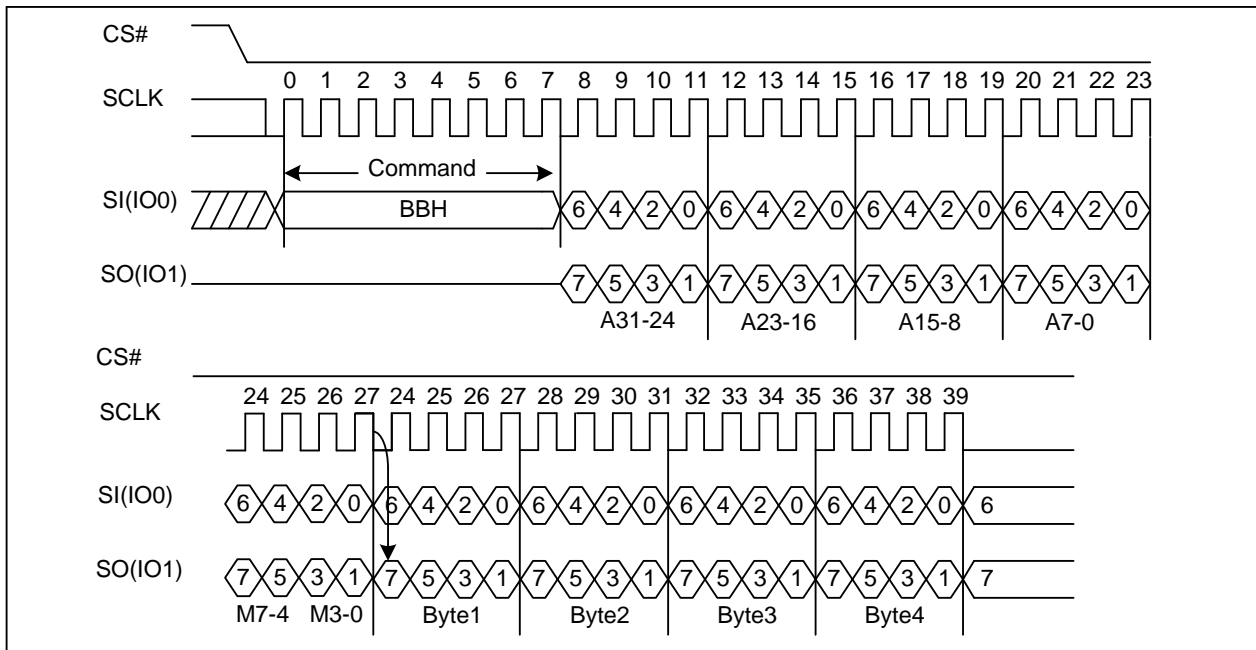 CS#
0 1 2 3 4 5 6 7 8 9 10 11 12 13 14 15 16 17 18 19 20 21 22 23
SCLK
Command
SI(IO0) BBH 6 4 2 0 6 4 2 0 6 4 2 0 6 4 2 0
SO(IO1) 7 5 3 1 7 5 3 1 7 5 3 1 7 5 3 1
A31-24 A23-16 A15-8 A7-0
CS#
24 25 26 27 24 25 26 27 28 29 30 31 32 33 34 35 36 37 38 39
SCLK
SI(IO0) 6 4 2 0 6 4 2 0 6 4 2 0 6 4 2 0 6 4 2 0 6
SO(IO1) 7 5 3 1 7 5 3 1 7 5 3 1 7 5 3 1 7 5 3 1 7
M7-4 M3-0 Byte1 Byte2 Byte3 Byte4